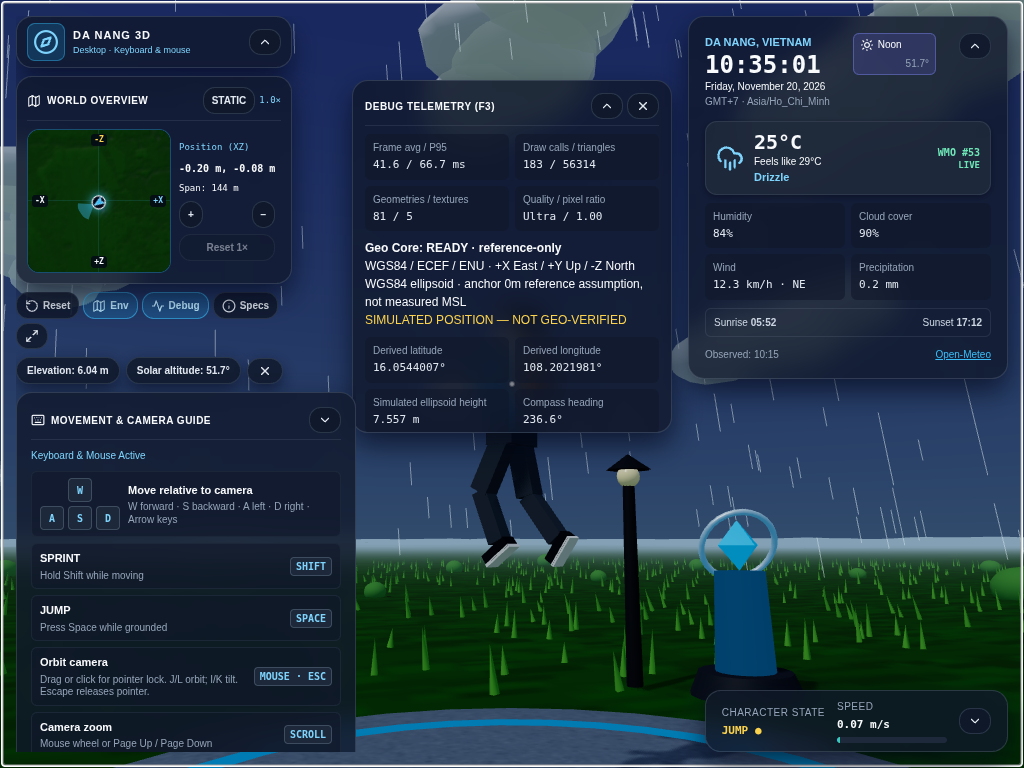 DA NANG 3D
Desktop · Keyboard & mouse
WORLD OVERVIEW
STATIC
1.0×
-Z
-X
+X
+Z
Position (XZ)
-0.20 m, -0.08 m
Span: 144 m
+
−
Reset 1×
Reset
Env
Debug
Specs
Elevation: 6.04 m
Solar altitude: 51.7°
MOVEMENT & CAMERA GUIDE
Keyboard & Mouse Active
W
A S D
Move relative to camera
W forward · S backward · A left · D right ·
Arrow keys
SPRINT
Hold Shift while moving
SHIFT
JUMP
Press Space while grounded
SPACE
Orbit camera
Drag or click for pointer lock. J/L orbit; I/K tilt.
Escape releases pointer.
MOUSE · ESC
Camera zoom
Mouse wheel or Page Up / Page Down
SCROLL
DEBUG TELEMETRY (F3)
Frame avg / P95
41.6 / 66.7 ms
Draw calls / triangles
183 / 56314
Geometries / textures
81 / 5
Quality / pixel ratio
Ultra / 1.00
Geo Core: READY · reference-only
WGS84 / ECEF / ENU · +X East / +Y Up / -Z North
WGS84 ellipsoid · anchor 0m reference assumption,
not measured MSL
SIMULATED POSITION — NOT GEO-VERIFIED
Derived latitude
16.0544007°
Derived longitude
108.2021981°
Simulated ellipsoid height
7.557 m
Compass heading
236.6°
DA NANG, VIETNAM
10:35:01
Friday, November 20, 2026
GMT+7 · Asia/Ho_Chi_Minh
Noon
51.7°
25°C
Feels like 29°C
Drizzle
WMO #53
LIVE
Humidity
84%
Cloud cover
90%
Wind
12.3 km/h · NE
Precipitation
0.2 mm
Sunrise 05:52
Sunset 17:12
Observed: 10:15
Open-Meteo
CHARACTER STATE
JUMP ●
SPEED
0.07 m/s